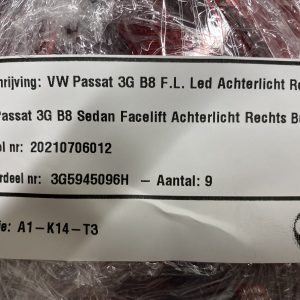 hrijving: VW Passat 3G B8 F.L. Led Achterlicht Re
Passat 3G B8 Sedan Facelift Achterlicht Rechts B
ol nr: 20210706012
rdeel nr: 3G5945096H - Aantal: 9
ie: A1-K14-T3